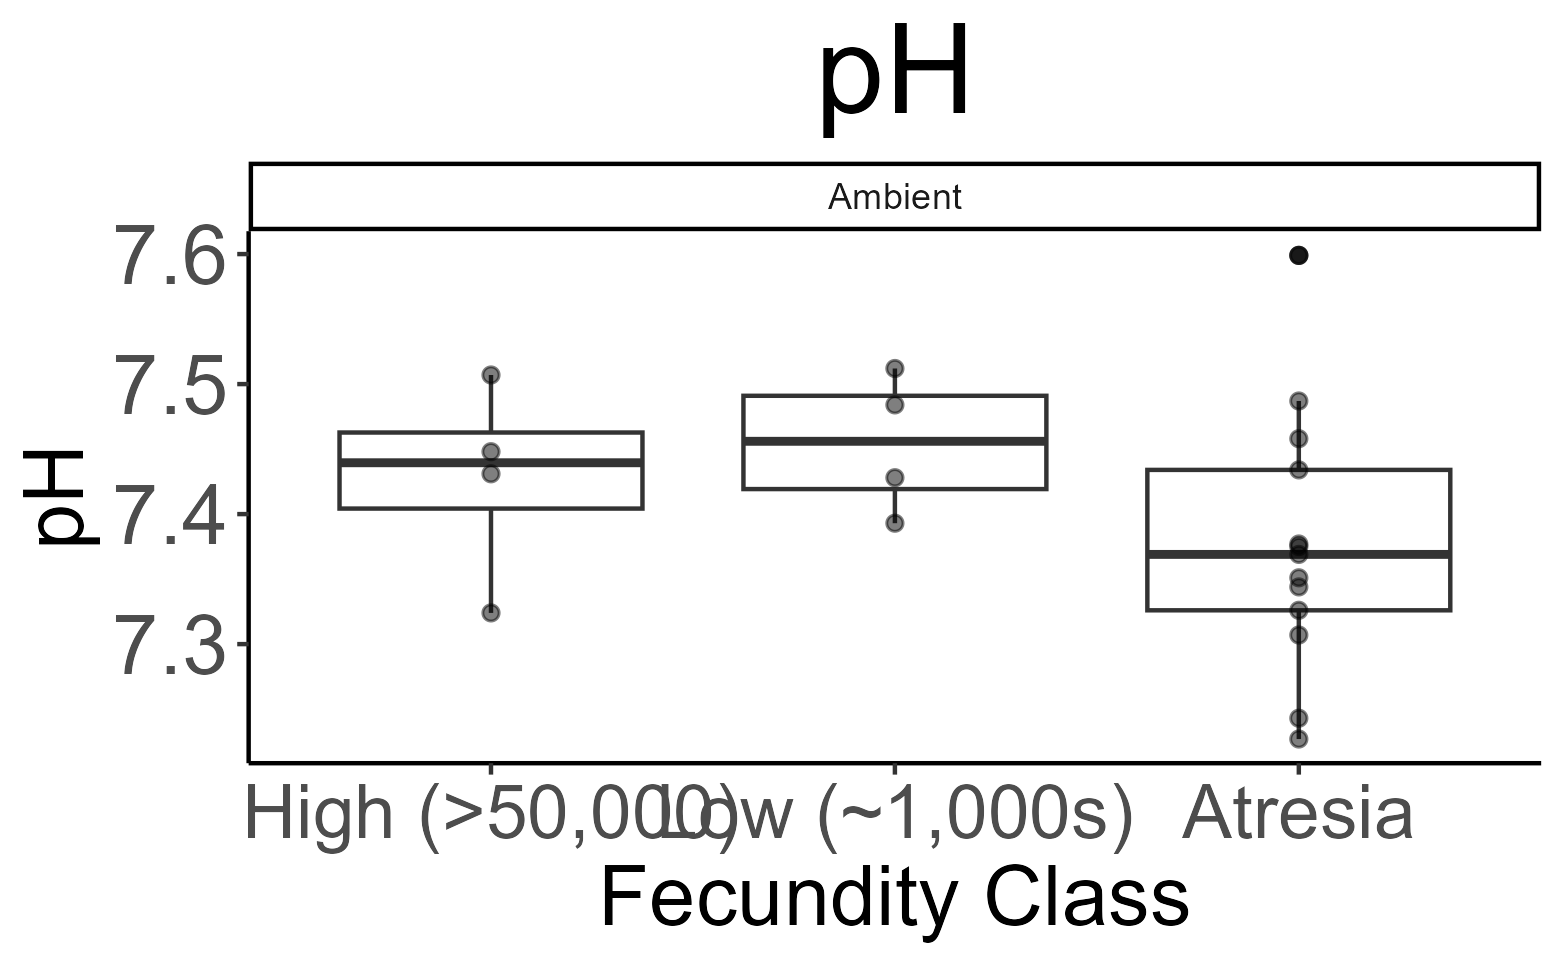 pH
Ambient
7.6
7.5
7.4
7.3
pH
High (>50,000)
Low (~1,000s)
Atresia
Fecundity Class